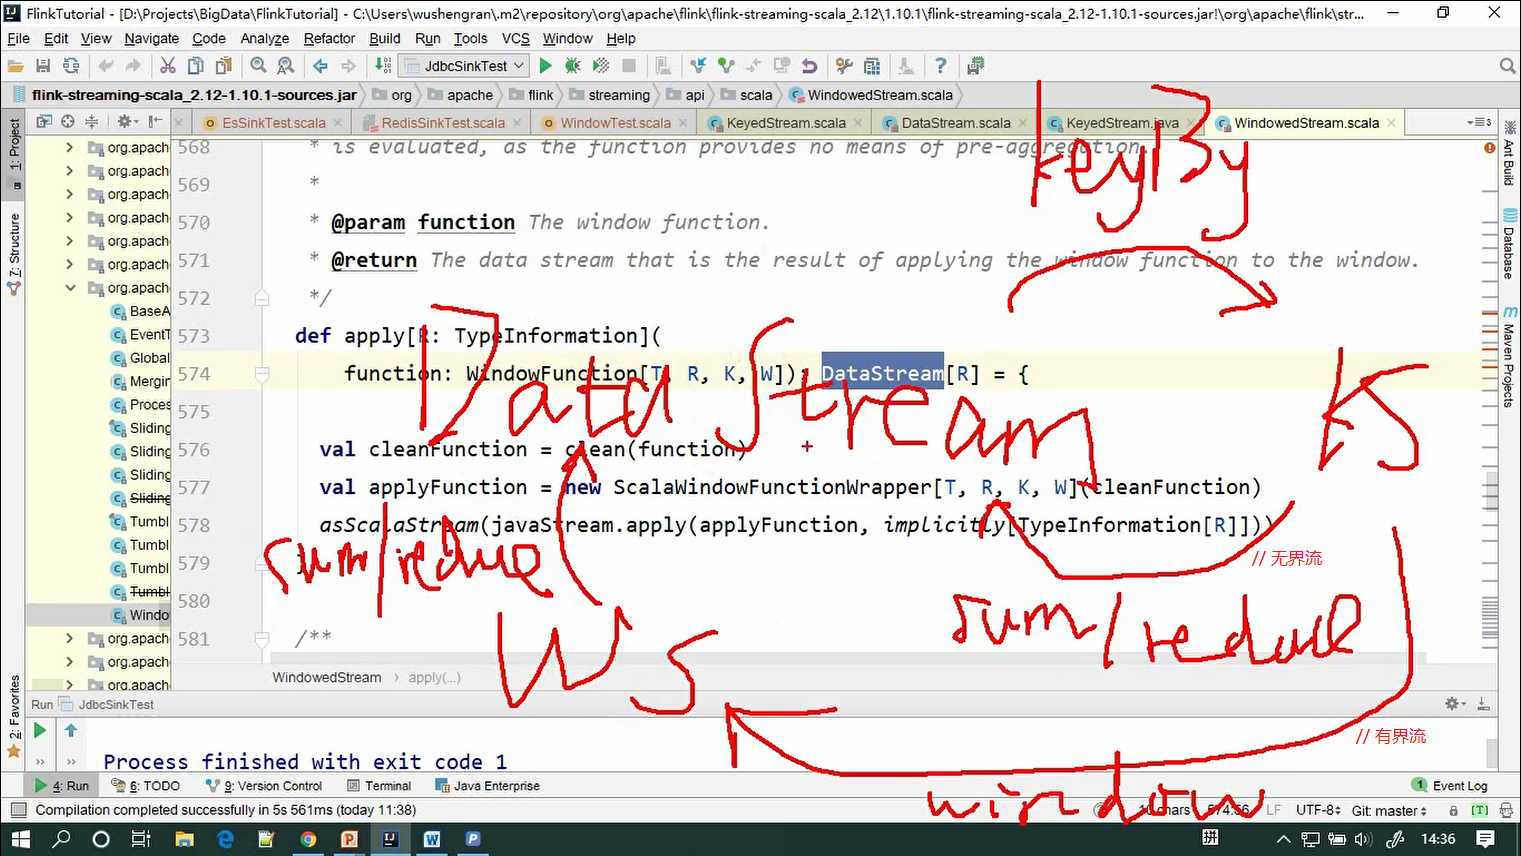 FlinkTutorial - [D:\Projects\BigData\FlinkTutorial] - C:\Users\wushengran\.m2\repository\org\apache\flink\flink-streaming-scala_2.12\1.10.1\flink-streaming-scala_2.12-1.10.1-sources.jar!\org\apache\flink\str...
File Edit View Navigate Code Analyze Refactor Build Run Tools VCS Window Help
JdbcSinkTest
flink-streaming-scala_2.12-1.10.1-sources.jar org apache flink streaming api scala WindowedStream.scala
EsSinkTest.scala RedisSinkTest.scala WindowTest.scala KeyedStream.scala DataStream.scala KeyedStream.java WindowedStream.scala
1: Project
7: Structure
2: Favorites
Ant Build
Database
Maven Projects
org.apach
org.apach
org.apach
org.apach
org.apach
org.apach
org.apach
BaseA
EventT
Global
Mergin
Proces
Sliding
Sliding
Sliding
Sliding
Tumbl
Tumbl
Tumbl
Tumbl
Windo
org.apach
org.apach
org.apach
568 * is evaluated, as the function provides no means of pre-aggregation.
569 *
570 * @param function The window function.
571 * @return The data stream that is the result of applying the window function to the window.
572 */
573 def apply[R: TypeInformation](
574 function: WindowFunction[T, R, K, W]): DataStream[R] = {
575
576 val cleanFunction = clean(function)
577 val applyFunction = new ScalaWindowFunctionWrapper[T, R, K, W](cleanFunction)
578 asScalaStream(javaStream.apply(applyFunction, implicitly[TypeInformation[R]]))
579 }
580
581 /**
keyBy
DataStream
KS
// 无界流
sum/reduce
sum/reduce
WS
// 有界流
window
WindowedStream apply(...)
Run JdbcSinkTest
Process finished with exit code 1
4: Run 6: TODO 9: Version Control Terminal Java Enterprise 1 Event Log
Compilation completed successfully in 5s 561ms (today 11:38) 10 chars 574:56 LF UTF-8 Git: master [T]
拼 14:36